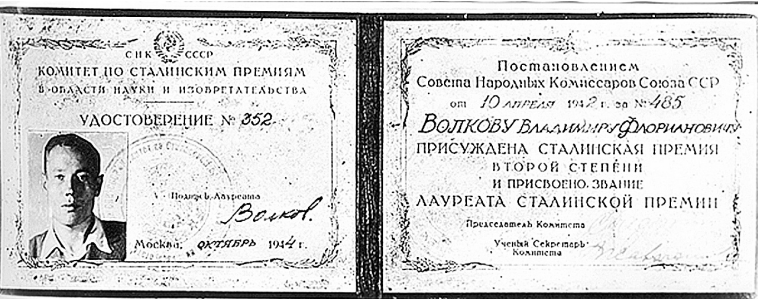 СНК СССР
КОМИТЕТ ПО СТАЛИНСКИМ ПРЕМИЯМ
В ОБЛАСТИ НАУКИ И ИЗОБРЕТАТЕЛЬСТВА
УДОСТОВЕРЕНИЕ № 352
Подпись Лауреата
Волков.
Москва, ОКТЯБРЬ 1944 г.
Постановлением
Совета Народных Комиссаров Союза ССР
от 10 АПРЕЛЯ 1942 г. за № 485
ВОЛКОВУ ВЛАДИМИРУ ФЛОРИАНОВИЧУ
ПРИСУЖДЕНА СТАЛИНСКАЯ ПРЕМИЯ
ВТОРОЙ СТЕПЕНИ
И ПРИСВОЕНО ЗВАНИЕ
ЛАУРЕАТА СТАЛИНСКОЙ ПРЕМИИ
Председатель Комитета
Ученый Секретарь
Комитета